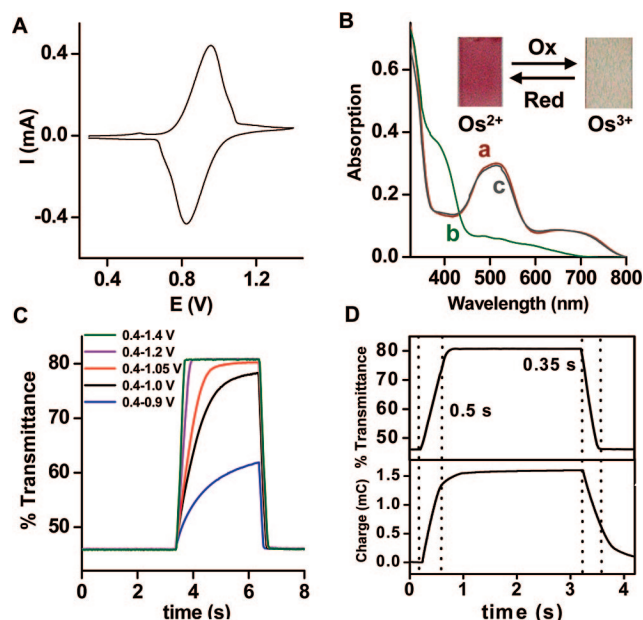 A
0.4
0.0
-0.4
I (mA)
0.4 0.8 1.2
E (V)
B
0.6
0.4
0.2
0.0
Absorption
Ox
Red
Os2+ Os3+
a
c
b
400 500 600 700 800
Wavelength (nm)
C
0.4-1.4 V
0.4-1.2 V
0.4-1.05 V
0.4-1.0 V
0.4-0.9 V
80
70
60
50
% Transmittance
0 2 4 6 8
time (s)
D
80
70
60
50
% Transmittance
0.35 s
0.5 s
1.5
1.0
0.5
0.0
Charge (mC)
0 1 2 3 4
time (s)